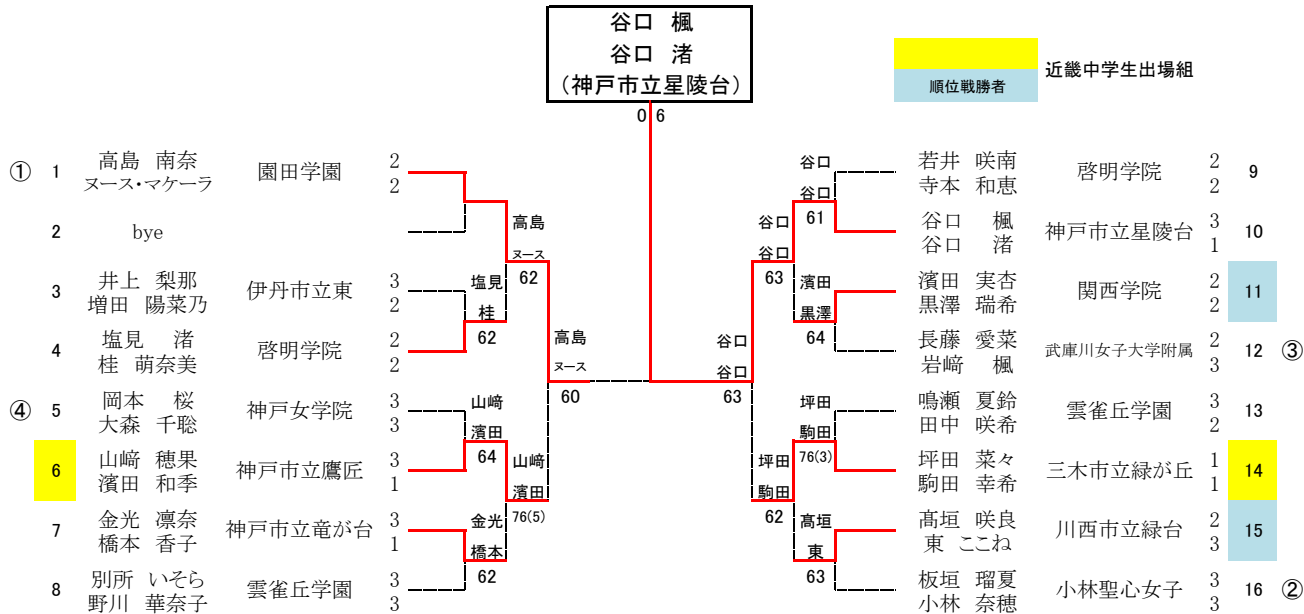 谷口 楓
谷口 渚
(神戸市立星陵台)
近畿中学生出場組
順位戦勝者
0 6
① 1 高島 南奈 園田学園 2
ヌース・マケーラ 2
2 bye
3 井上 梨那 伊丹市立東 3
増田 陽菜乃 2
4 塩見 渚 啓明学院 2
桂 萌奈美 2
④ 5 岡本 桜 神戸女学院 3
大森 千聡 3
6 山﨑 穂果 神戸市立鷹匠 3
濱田 和季 1
7 金光 凛奈 神戸市立竜が台 3
橋本 香子 1
8 別所 いそら 雲雀丘学園 3
野川 華奈子 3
高島
ヌース
62
塩見
桂
62
高島
ヌース
60
山﨑
濱田
64
山﨑
濱田
76(5)
金光
橋本
62
谷口
谷口
61
谷口
谷口
63
濱田
黒澤
64
谷口
谷口
63
坪田
駒田
76(3)
坪田
駒田
62
髙垣
東
63
若井 咲南 啓明学院 2 9
寺本 和恵 2
谷口 楓 神戸市立星陵台 3 10
谷口 渚 1
濱田 実杏 関西学院 2 11
黒澤 瑞希 2
長藤 愛菜 武庫川女子大学附属 2 12 ③
岩﨑 楓 3
鳴瀬 夏鈴 雲雀丘学園 3 13
田中 咲希 2
坪田 菜々 三木市立緑が丘 1 14
駒田 幸希 1
髙垣 咲良 川西市立緑台 2 15
東 ここね 3
板垣 瑠夏 小林聖心女子 3 16 ②
小林 奈穂 3